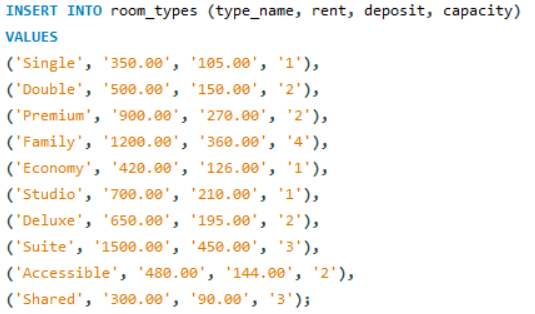 INSERT INTO room_types (type_name, rent, deposit, capacity)
VALUES
('Single', '350.00', '105.00', '1'),
('Double', '500.00', '150.00', '2'),
('Premium', '900.00', '270.00', '2'),
('Family', '1200.00', '360.00', '4'),
('Economy', '420.00', '126.00', '1'),
('Studio', '700.00', '210.00', '1'),
('Deluxe', '650.00', '195.00', '2'),
('Suite', '1500.00', '450.00', '3'),
('Accessible', '480.00', '144.00', '2'),
('Shared', '300.00', '90.00', '3');